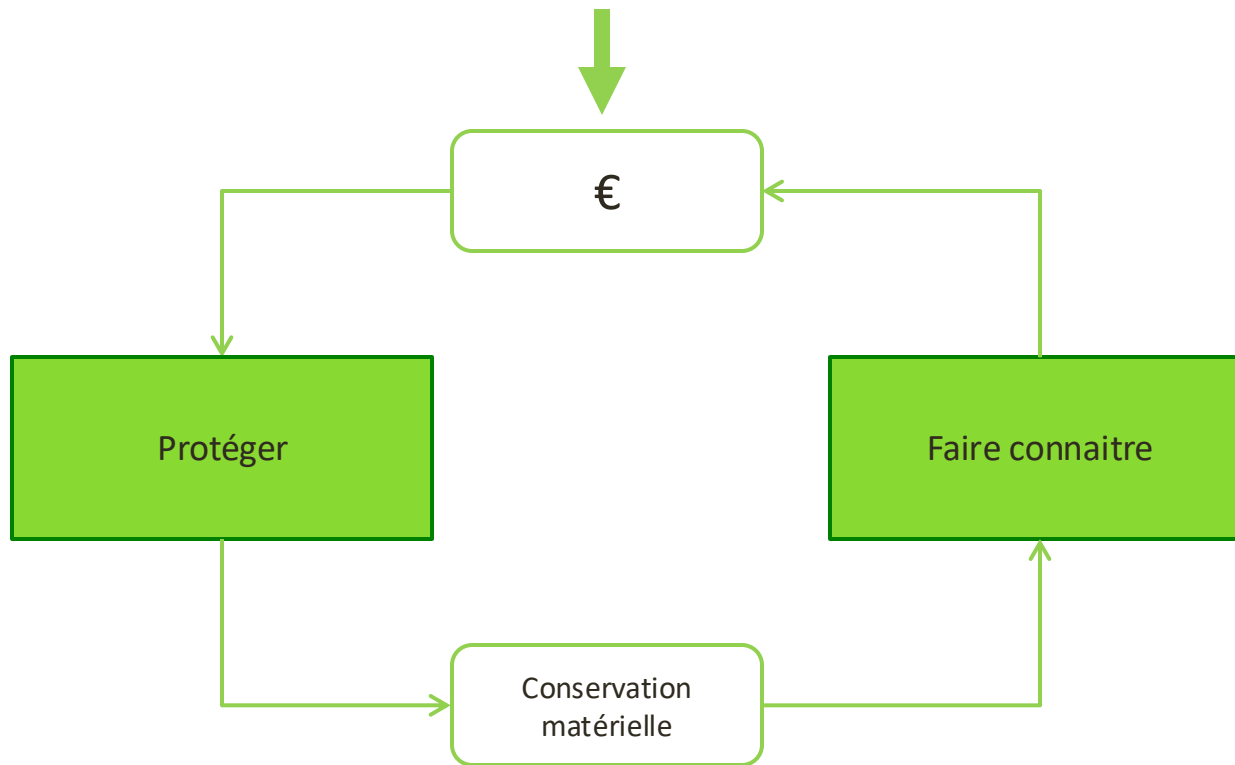 €
Protéger
Faire connaitre
Conservation
matérielle